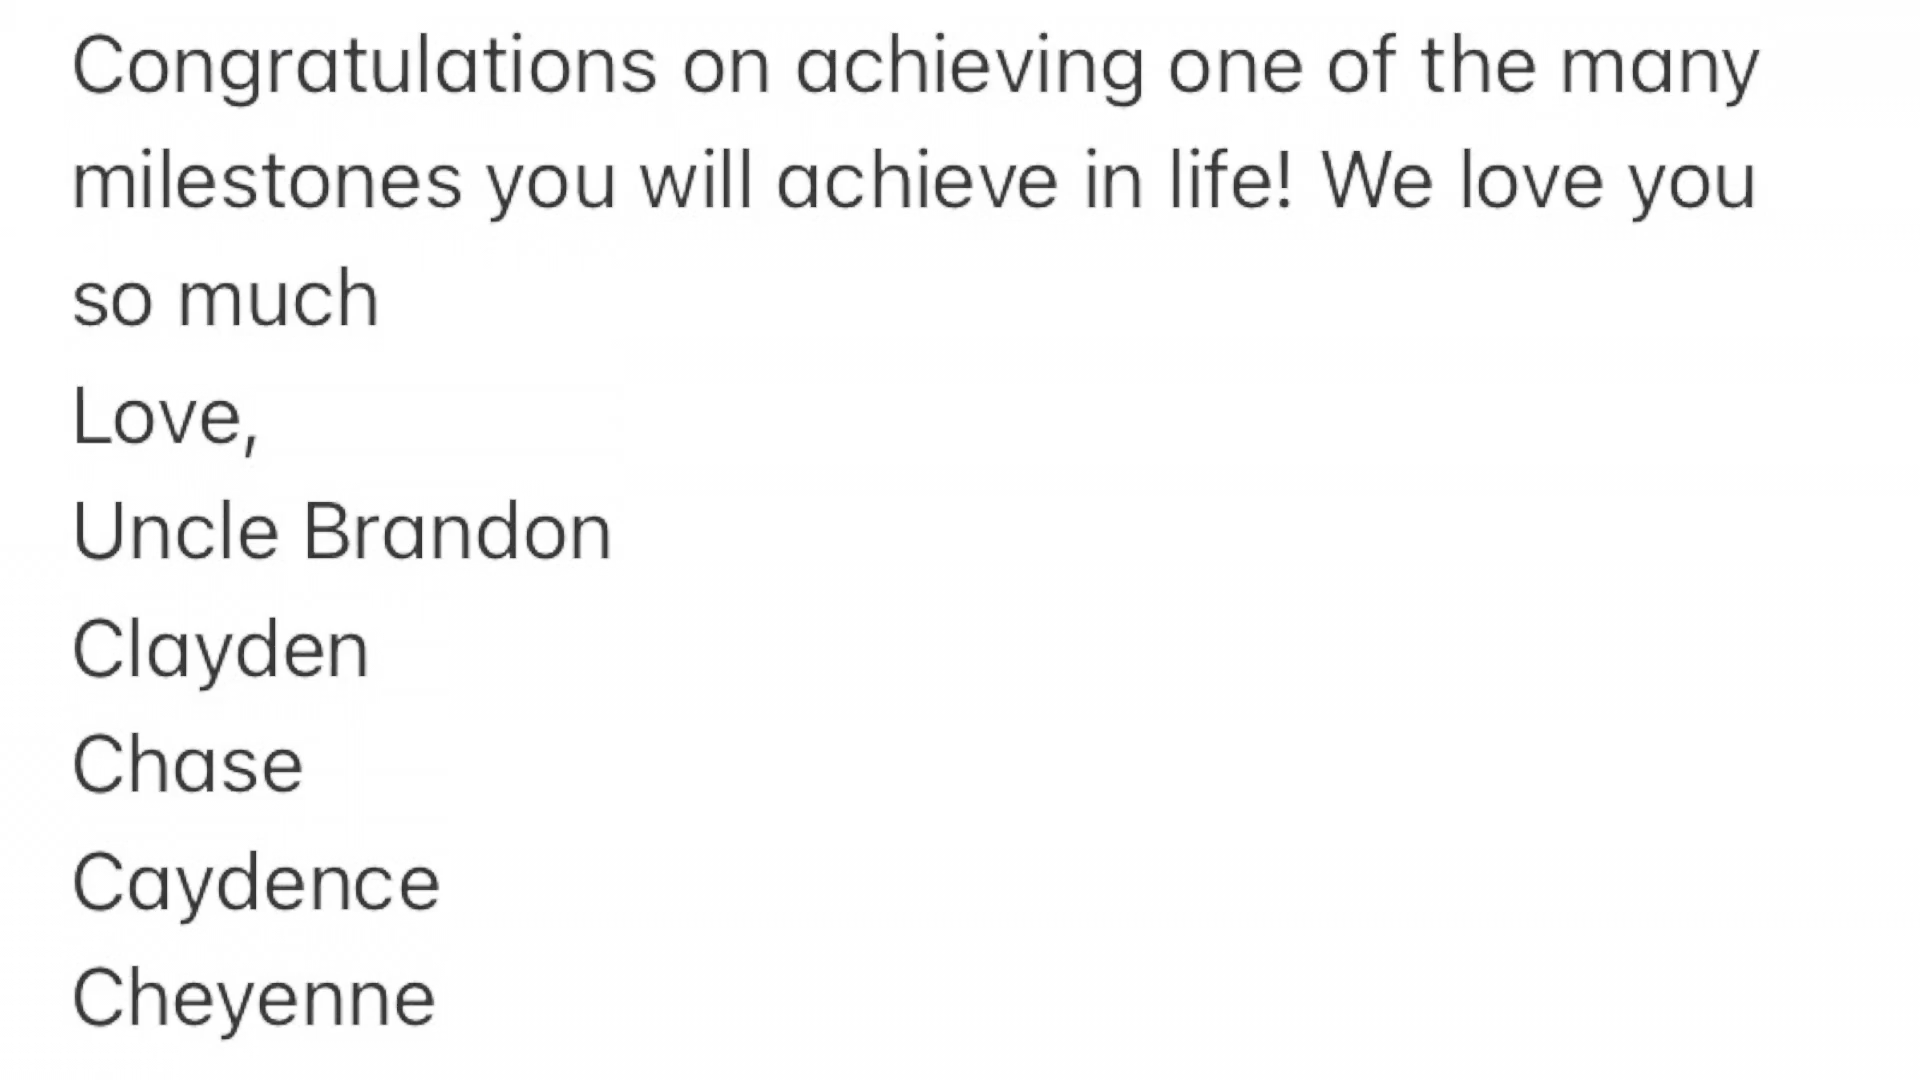 Congratulations on achieving one of the many
milestones you will achieve in life! We love you
so much
Love,
Uncle Brandon
Clayden
Chase
Caydence
Cheyenne